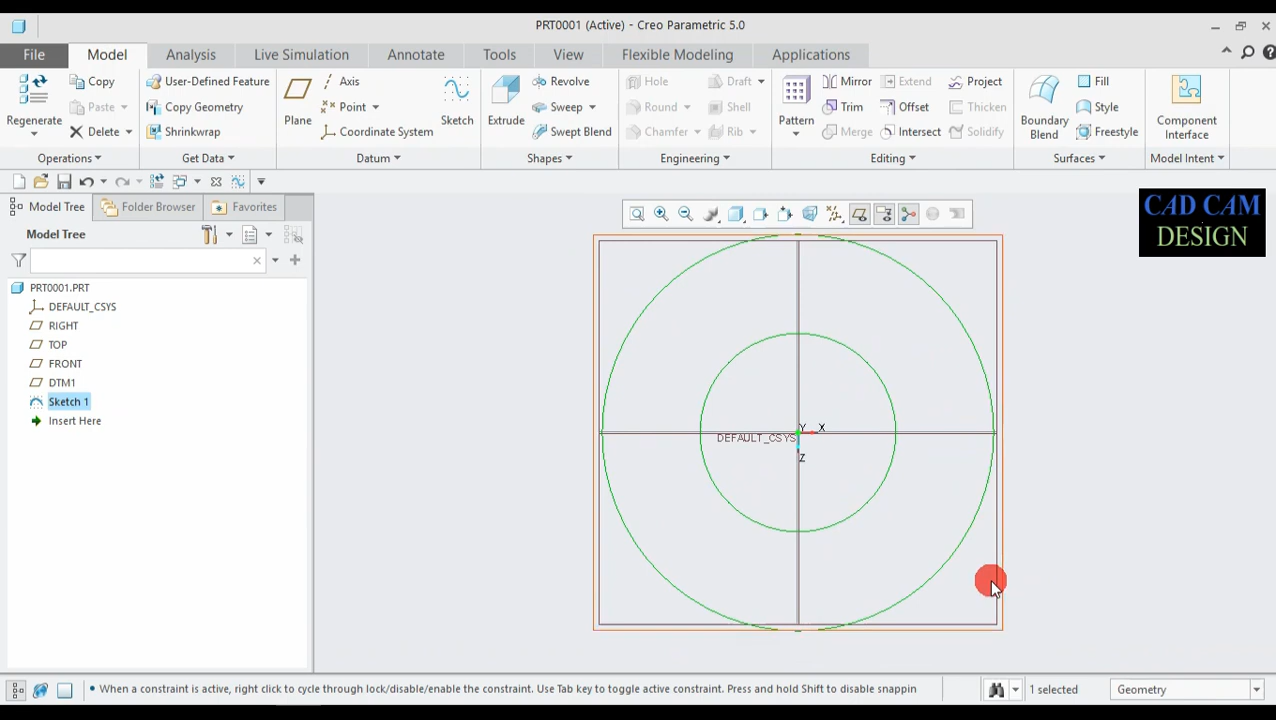 PRT0001 (Active) - Creo Parametric 5.0
File Model Analysis Live Simulation Annotate Tools View Flexible Modeling Applications
Regenerate
Copy
Paste
Delete
Operations
User-Defined Feature
Copy Geometry
Shrinkwrap
Get Data
Plane
Axis
Point
Coordinate System
Sketch
Datum
Extrude
Revolve
Sweep
Swept Blend
Shapes
Hole
Round
Chamfer
Draft
Shell
Rib
Engineering
Pattern
Mirror
Trim
Merge
Extend
Offset
Intersect
Project
Thicken
Solidify
Editing
Boundary
Blend
Fill
Style
Freestyle
Surfaces
Component
Interface
Model Intent
Model Tree Folder Browser Favorites
Model Tree
PRT0001.PRT
DEFAULT_CSYS
RIGHT
TOP
FRONT
DTM1
Sketch 1
Insert Here
CAD CAM
DESIGN
Y X
DEFAULT_CSYS
Z
• When a constraint is active, right click to cycle through lock/disable/enable the constraint. Use Tab key to toggle active constraint. Press and hold Shift to disable snappin
1 selected
Geometry